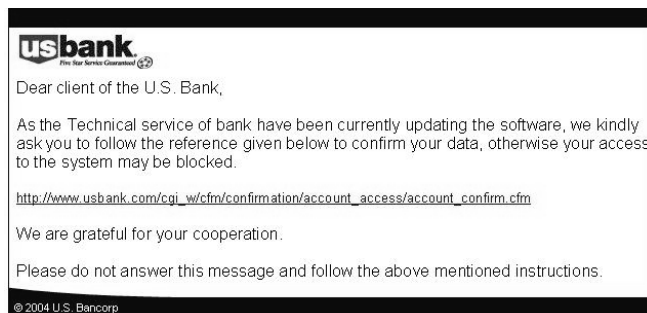 usbank.
Five Star Service Guaranteed
Dear client of the U.S. Bank,
As the Technical service of bank have been currently updating the software, we kindly
ask you to follow the reference given below to confirm your data, otherwise your access
to the system may be blocked.
http://www.usbank.com/cgi_w/cfm/confirmation/account_access/account_confirm.cfm
We are grateful for your cooperation.
Please do not answer this message and follow the above mentioned instructions.
© 2004 U.S. Bancorp